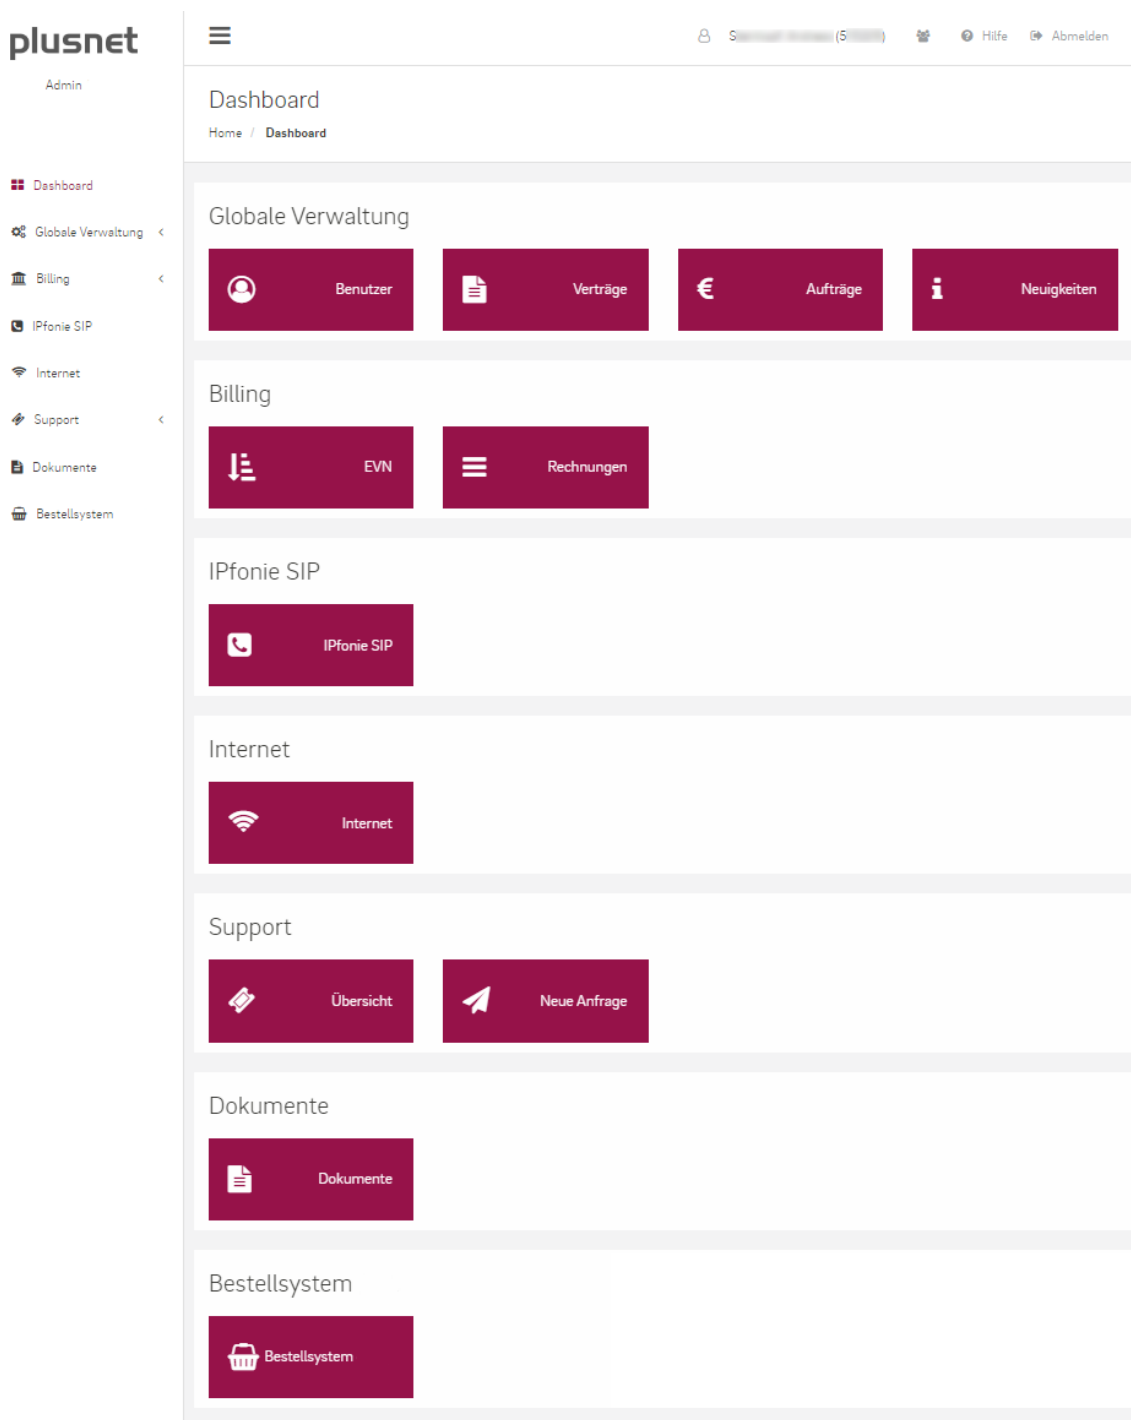 plusnet
Admin
S (5 )
Hilfe
Abmelden
Dashboard
Home / Dashboard
Dashboard
Globale Verwaltung
Billing
IPfonie SIP
Internet
Support
Dokumente
Bestellsystem
Globale Verwaltung
Benutzer
Verträge
Aufträge
Neuigkeiten
Billing
EVN
Rechnungen
IPfonie SIP
IPfonie SIP
Internet
Internet
Support
Übersicht
Neue Anfrage
Dokumente
Dokumente
Bestellsystem
Bestellsystem